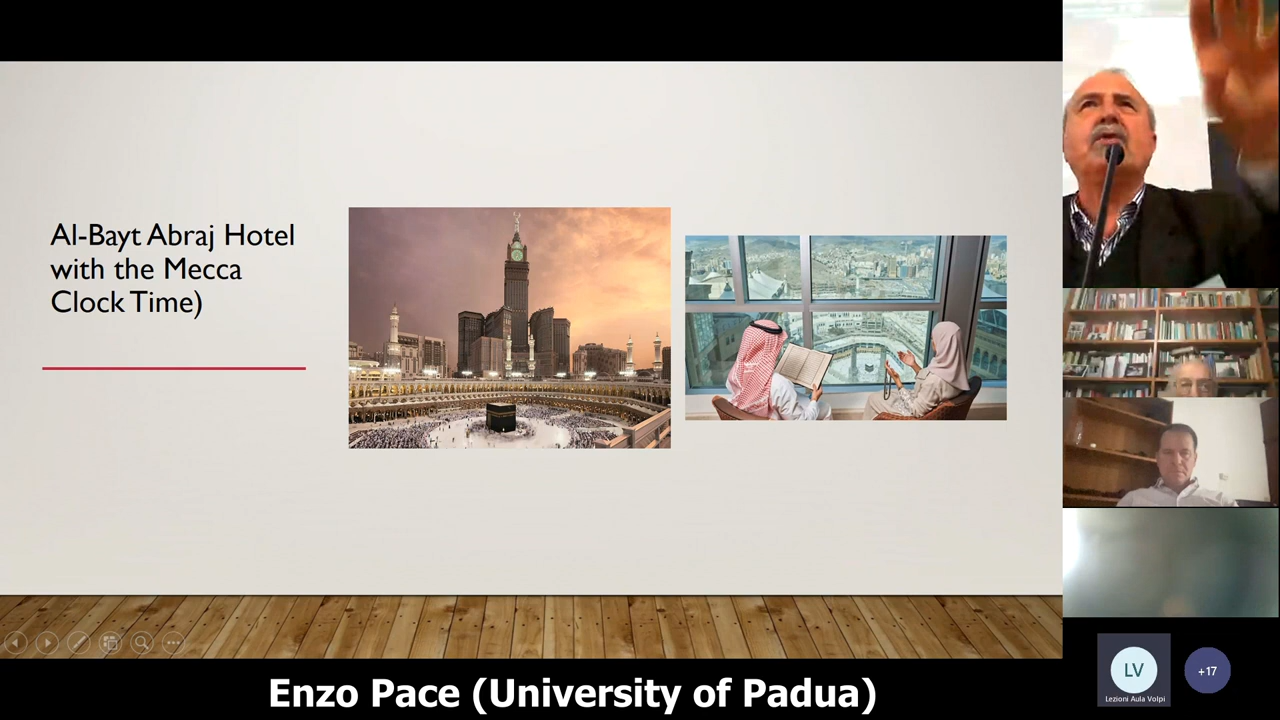 Al-Bayt Abraj Hotel
with the Mecca
Clock Time)
LV
+17
Lezioni Aula Volpi
Enzo Pace (University of Padua)